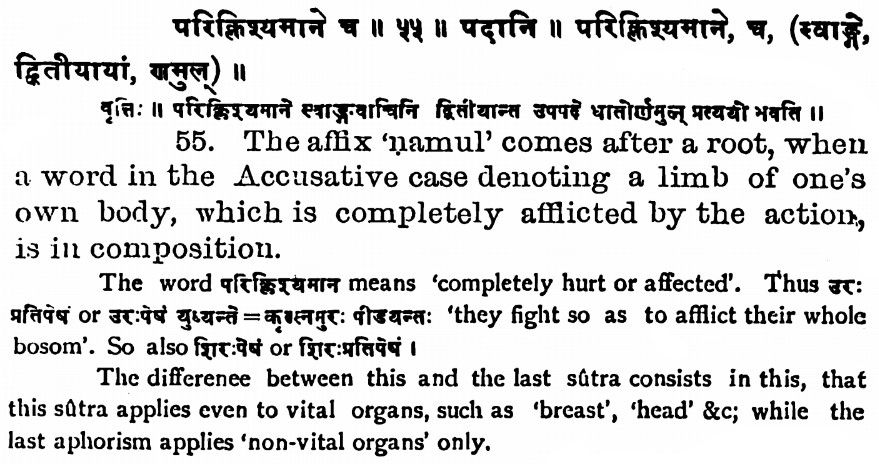 परिक्लिश्यमाने च ॥ ५५ ॥ पदानि ॥ परिक्लिश्यमाने, च, (स्वाङ्गे,
द्वितीयायां, णमुल्) ॥
वृत्तिः ॥ परिक्लिश्यमाने स्वाङ्गवाचिनि द्वितीयान्त उपपदे धातोर्णमुल् प्रत्ययो भवति ॥
55. The affix ‘ṇamul’ comes after a root, when
a word in the Accusative case denoting a limb of one’s
own body, which is completely afflicted by the action,
is in composition.
The word परिक्लिश्यमान means ‘completely hurt or affected’. Thus उरः
प्रतिपेषं or उरःपेषं युध्यन्ते = कृत्स्नमुरः पीडयन्तः ‘they fight so as to afflict their whole
bosom’. So also शिरःपेषं or शिरःप्रतिपेषं ।
The differenee between this and the last sûtra consists in this, that
this sûtra applies even to vital organs, such as ‘breast’, ‘head’ &c; while the
last aphorism applies ‘non-vital organs’ only.